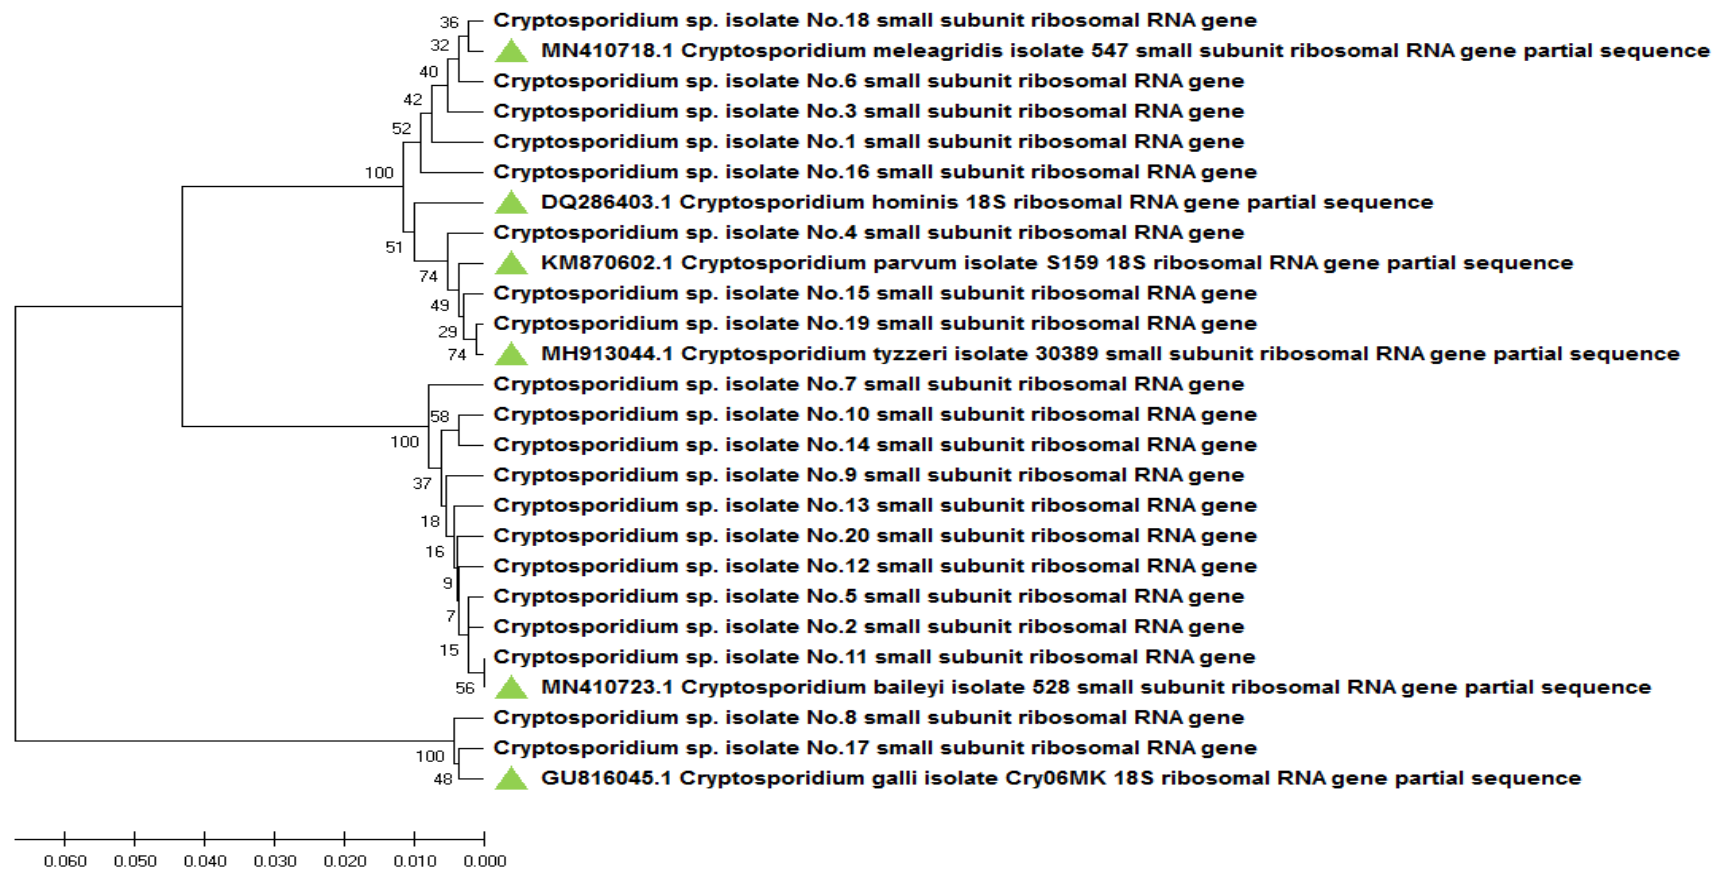 36
Cryptosporidium sp. isolate No.18 small subunit ribosomal RNA gene
32
MN410718.1 Cryptosporidium meleagridis isolate 547 small subunit ribosomal RNA gene partial sequence
40
Cryptosporidium sp. isolate No.6 small subunit ribosomal RNA gene
42
Cryptosporidium sp. isolate No.3 small subunit ribosomal RNA gene
52
Cryptosporidium sp. isolate No.1 small subunit ribosomal RNA gene
100
Cryptosporidium sp. isolate No.16 small subunit ribosomal RNA gene
DQ286403.1 Cryptosporidium hominis 18S ribosomal RNA gene partial sequence
51
Cryptosporidium sp. isolate No.4 small subunit ribosomal RNA gene
74
KM870602.1 Cryptosporidium parvum isolate S159 18S ribosomal RNA gene partial sequence
49
Cryptosporidium sp. isolate No.15 small subunit ribosomal RNA gene
29
Cryptosporidium sp. isolate No.19 small subunit ribosomal RNA gene
74
MH913044.1 Cryptosporidium tyzzeri isolate 30389 small subunit ribosomal RNA gene partial sequence
Cryptosporidium sp. isolate No.7 small subunit ribosomal RNA gene
58
Cryptosporidium sp. isolate No.10 small subunit ribosomal RNA gene
100
Cryptosporidium sp. isolate No.14 small subunit ribosomal RNA gene
37
Cryptosporidium sp. isolate No.9 small subunit ribosomal RNA gene
18
Cryptosporidium sp. isolate No.13 small subunit ribosomal RNA gene
16
Cryptosporidium sp. isolate No.20 small subunit ribosomal RNA gene
9
Cryptosporidium sp. isolate No.12 small subunit ribosomal RNA gene
7
Cryptosporidium sp. isolate No.5 small subunit ribosomal RNA gene
Cryptosporidium sp. isolate No.2 small subunit ribosomal RNA gene
15
Cryptosporidium sp. isolate No.11 small subunit ribosomal RNA gene
56
MN410723.1 Cryptosporidium baileyi isolate 528 small subunit ribosomal RNA gene partial sequence
Cryptosporidium sp. isolate No.8 small subunit ribosomal RNA gene
100
Cryptosporidium sp. isolate No.17 small subunit ribosomal RNA gene
48
GU816045.1 Cryptosporidium galli isolate Cry06MK 18S ribosomal RNA gene partial sequence
0.060 0.050 0.040 0.030 0.020 0.010 0.000